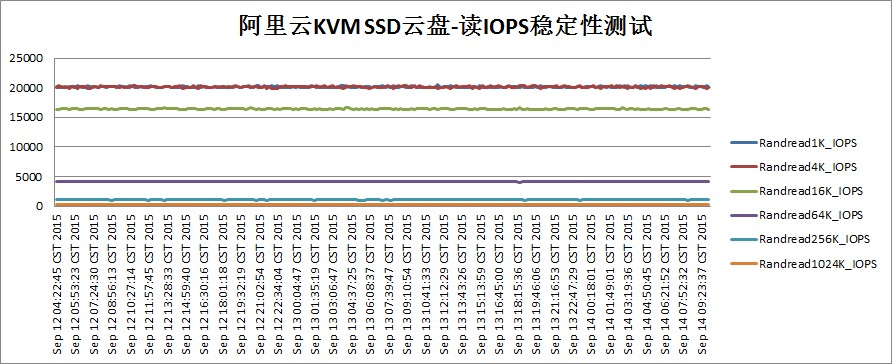 阿里云KVM SSD云盘-读IOPS稳定性测试
25000
20000
15000
10000
5000
0
Randread1K_IOPS
Randread4K_IOPS
Randread16K_IOPS
Randread64K_IOPS
Randread256K_IOPS
Randread1024K_IOPS
Sep 12 04:22:45 CST 2015
Sep 12 05:53:23 CST 2015
Sep 12 07:24:30 CST 2015
Sep 12 08:56:13 CST 2015
Sep 12 10:27:14 CST 2015
Sep 12 11:57:45 CST 2015
Sep 12 13:28:33 CST 2015
Sep 12 14:59:40 CST 2015
Sep 12 16:30:16 CST 2015
Sep 12 18:01:18 CST 2015
Sep 12 19:32:19 CST 2015
Sep 12 21:02:54 CST 2015
Sep 12 22:34:04 CST 2015
Sep 13 00:04:47 CST 2015
Sep 13 01:35:19 CST 2015
Sep 13 03:06:47 CST 2015
Sep 13 04:37:25 CST 2015
Sep 13 06:08:37 CST 2015
Sep 13 07:39:47 CST 2015
Sep 13 09:10:54 CST 2015
Sep 13 10:41:33 CST 2015
Sep 13 12:12:29 CST 2015
Sep 13 13:43:26 CST 2015
Sep 13 15:13:59 CST 2015
Sep 13 16:45:00 CST 2015
Sep 13 18:15:36 CST 2015
Sep 13 19:46:06 CST 2015
Sep 13 21:16:53 CST 2015
Sep 13 22:47:29 CST 2015
Sep 14 00:18:01 CST 2015
Sep 14 01:49:01 CST 2015
Sep 14 03:19:36 CST 2015
Sep 14 04:50:45 CST 2015
Sep 14 06:21:52 CST 2015
Sep 14 07:52:32 CST 2015
Sep 14 09:23:37 CST 2015